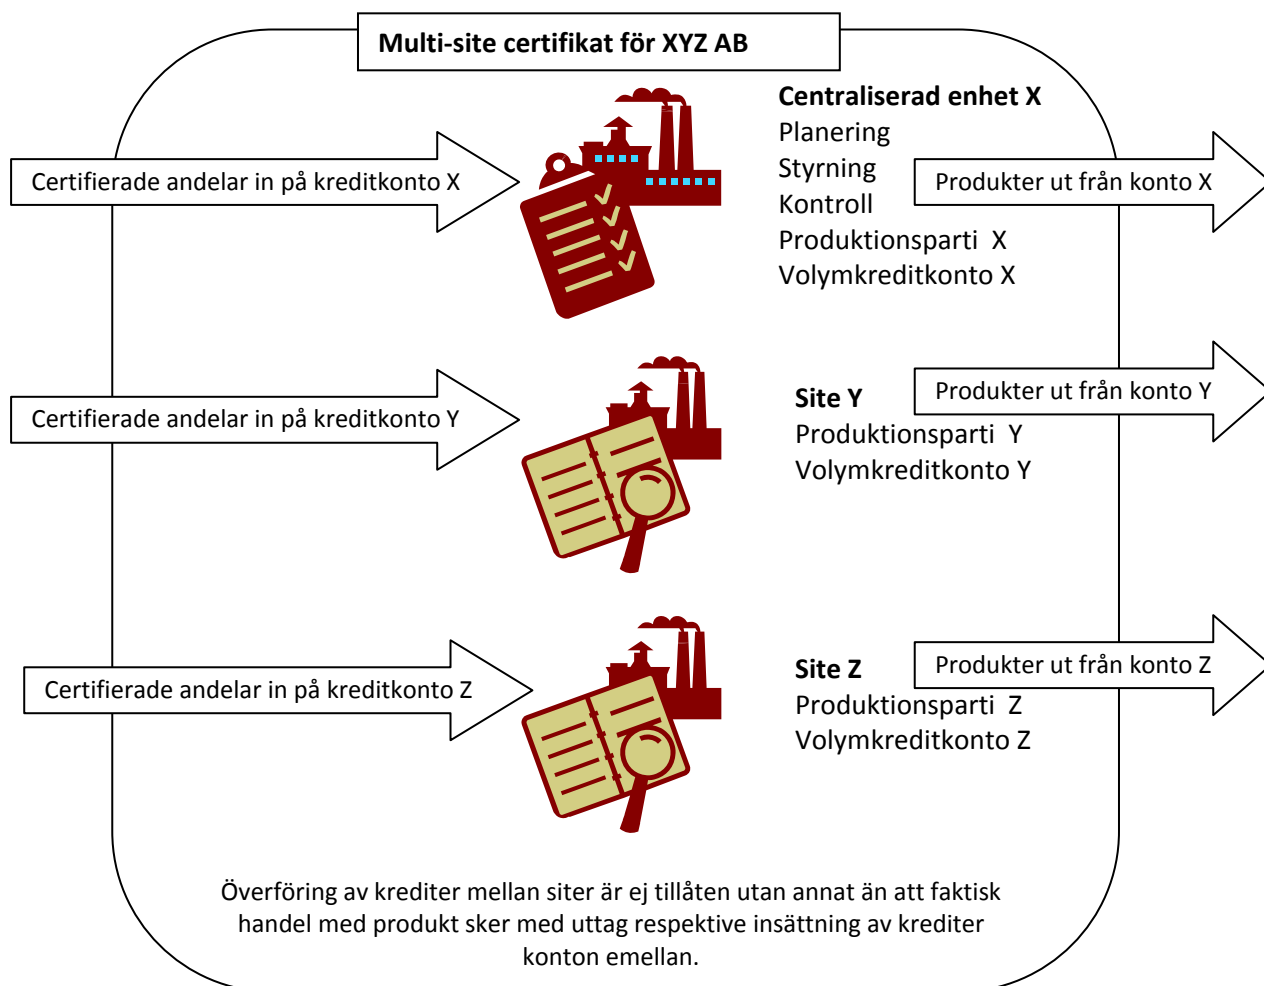 Multi-site certifikat för XYZ AB
Certifierade andelar in på kreditkonto X
Centraliserad enhet X
Planering
Styrning
Kontroll
Produktionsparti  X
Volymkreditkonto X
Produkter ut från konto X
Certifierade andelar in på kreditkonto Y
Site Y
Produktionsparti  Y
Volymkreditkonto Y
Produkter ut från konto Y
Certifierade andelar in på kreditkonto Z
Site Z
Produktionsparti  Z
Volymkreditkonto Z
Produkter ut från konto Z
Överföring av krediter mellan siter är ej tillåten utan annat än att faktisk
handel med produkt sker med uttag respektive insättning av krediter
konton emellan.